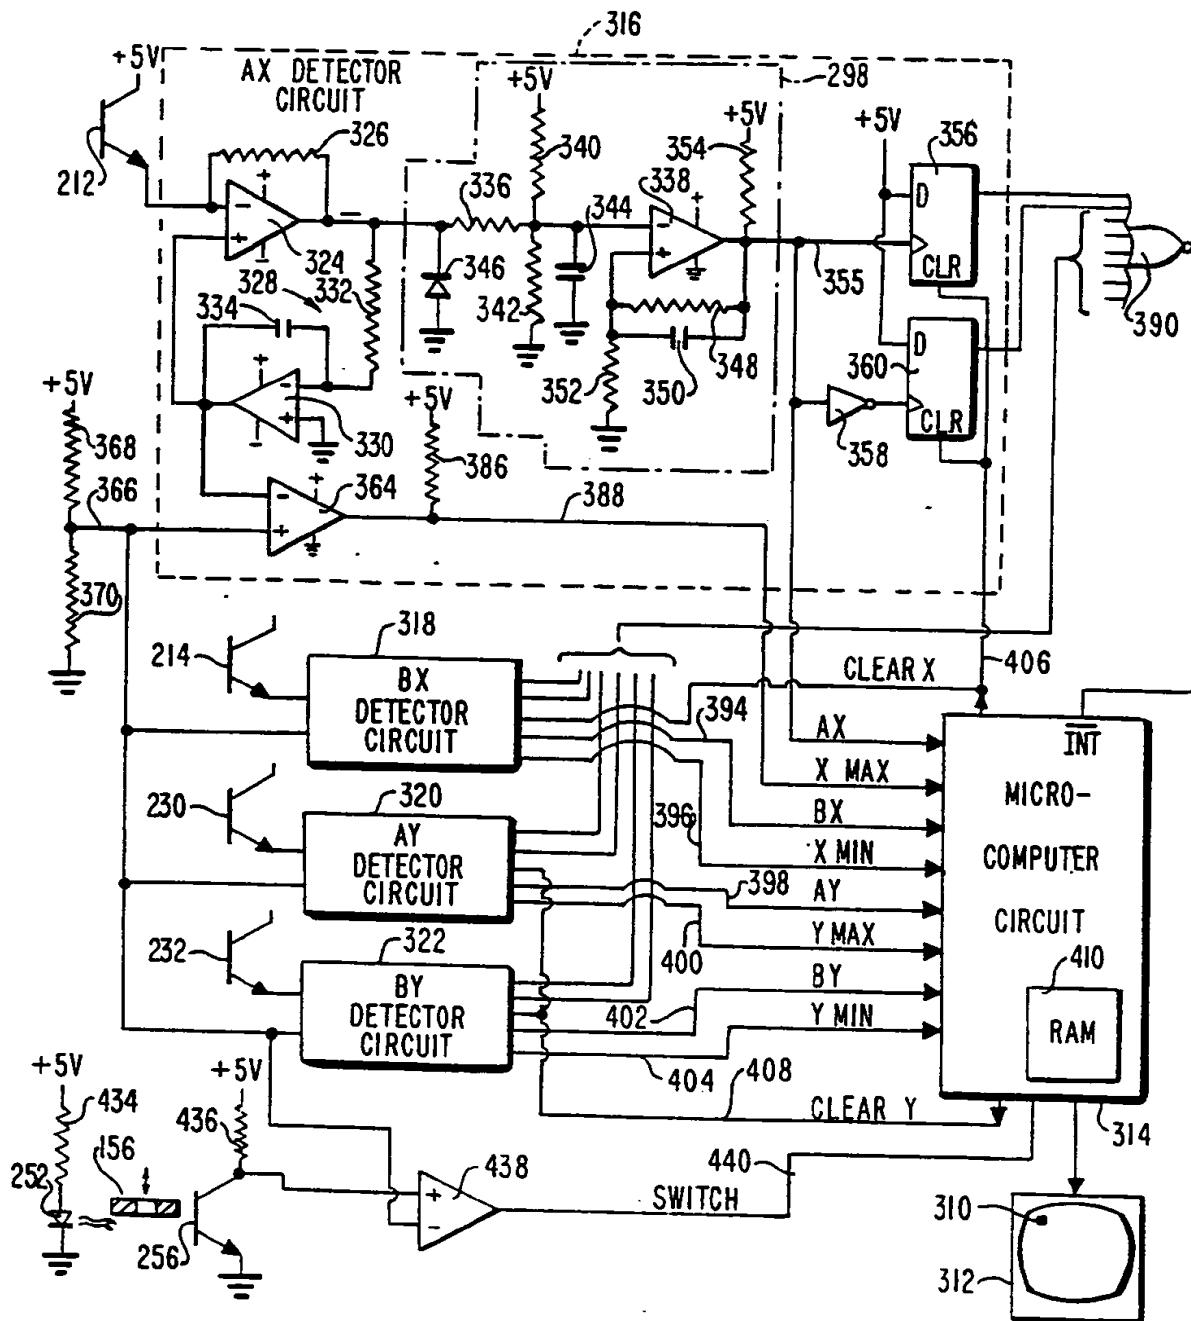 316
+5V
AX DETECTOR
CIRCUIT
+5V
298
326
340
+5V
354
+5V
356
212
336
344
338
D
324
346
355
CLR
328
332
342
390
334
D
+5V
352
350
348
360
+5V
358
CLR
330
368
386
364
366
388
370
214
318
CLEAR X
406
BX
DETECTOR
CIRCUIT
394
AX
INT
X MAX
MICRO-
230
320
BX
COMPUTER
AY
DETECTOR
CIRCUIT
396
X MIN
CIRCUIT
398
AY
232
322
400
Y MAX
410
BY
DETECTOR
CIRCUIT
BY
402
Y MIN
RAM
+5V
+5V
404
408
434
436
CLEAR Y
314
156
438
440
252
SWITCH
310
256
312